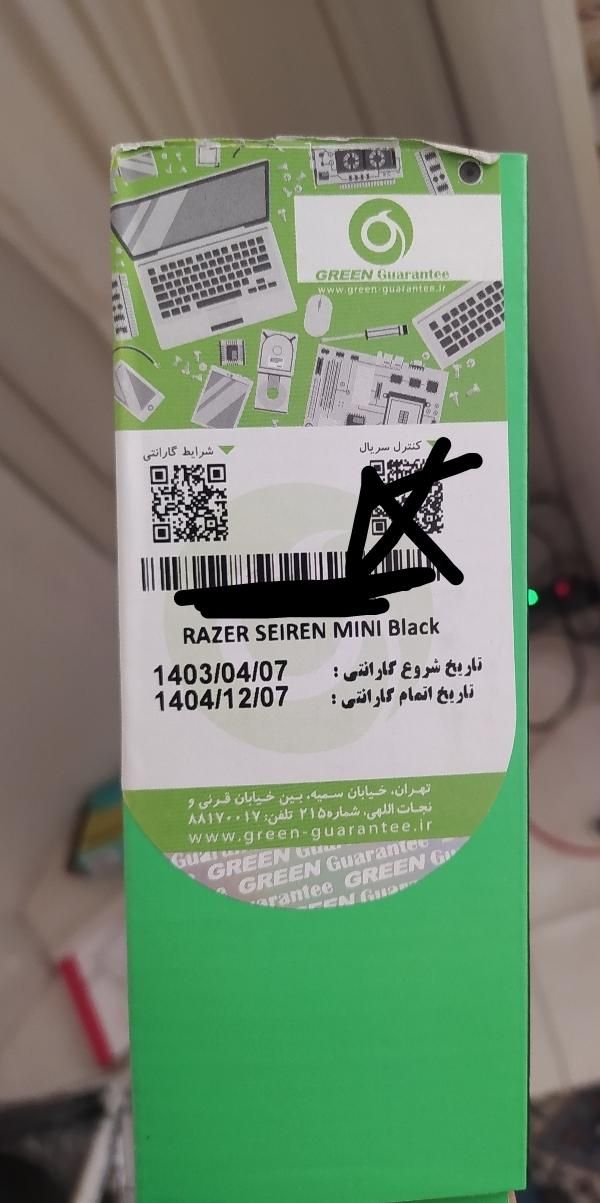 GREEN Guarantee
www.green-guarantee.ir
شرایط گارانتی
کنترل سریال
RAZER SEIREN MINI Black
تاریخ شروع گارانتی : 1403/04/07
تاریخ اتمام گارانتی : 1404/12/07
تهران، خیابان سمیه، بین خیابان قرنی و
نجات اللهی، شماره ۲۱۵ تلفن: ۸۸۱۷۰۰۱۷
www.green-guarantee.ir
GREEN Guarantee
GREEN Guarantee
GREEN